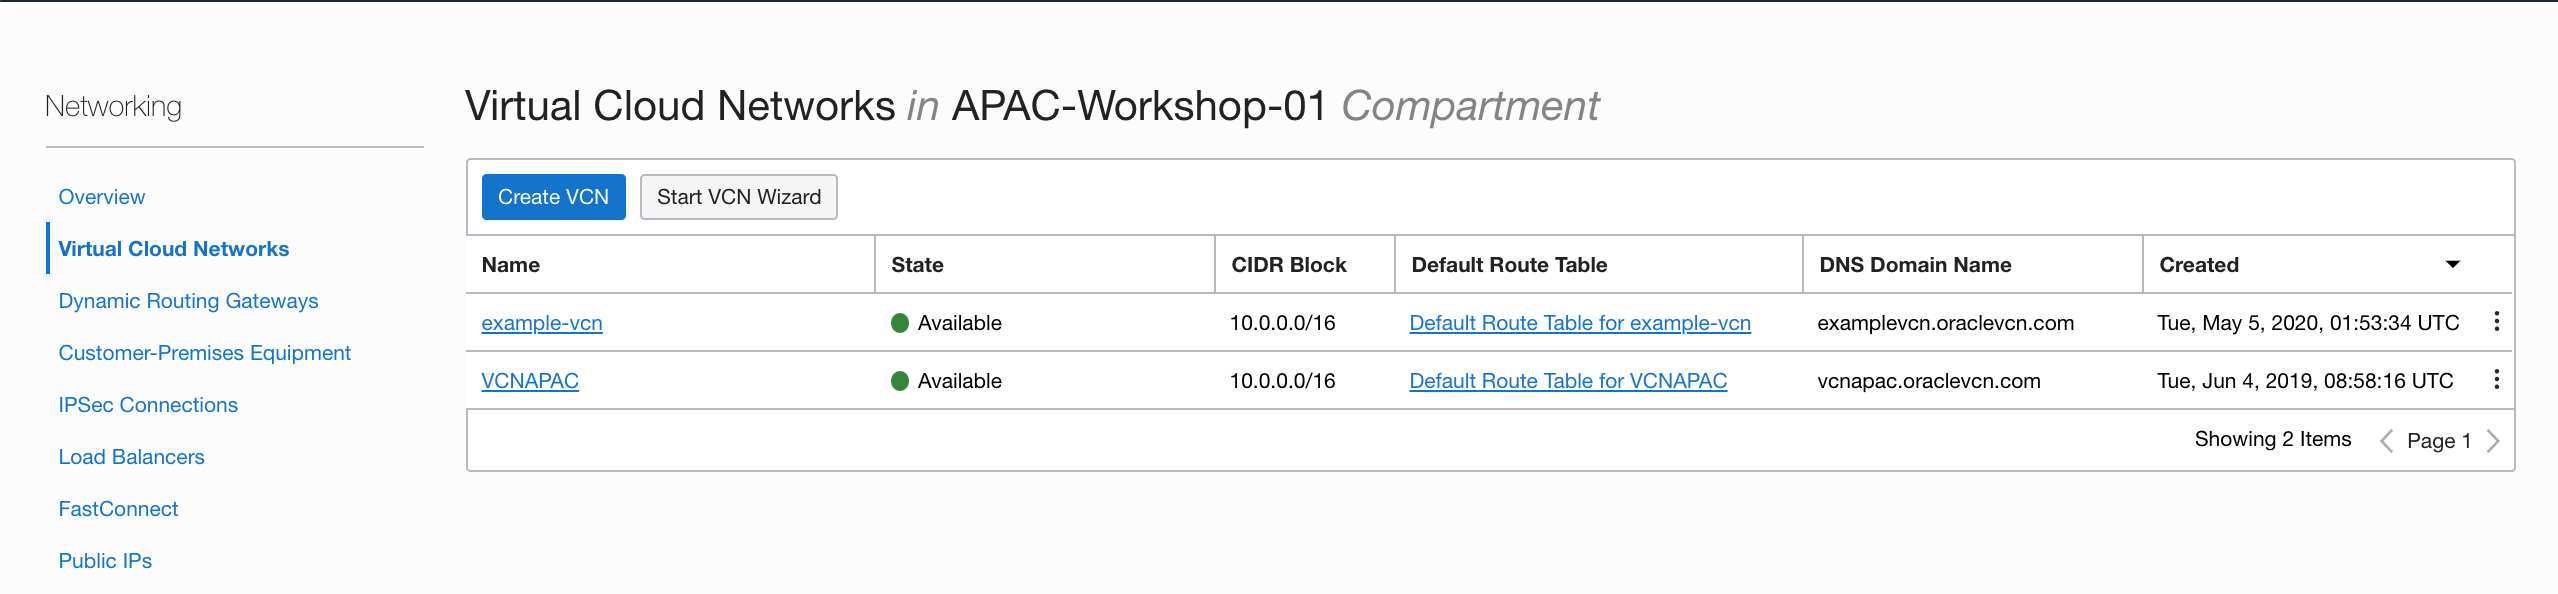 Networking
Overview
Virtual Cloud Networks
Dynamic Routing Gateways
Customer-Premises Equipment
IPSec Connections
Load Balancers
FastConnect
Public IPs
Virtual Cloud Networks in APAC-Workshop-01 Compartment
Create VCN Start VCN Wizard
Name State CIDR Block Default Route Table DNS Domain Name Created
example-vcn Available 10.0.0.0/16 Default Route Table for example-vcn examplevcn.oraclevcn.com Tue, May 5, 2020, 01:53:34 UTC
VCNAPAC Available 10.0.0.0/16 Default Route Table for VCNAPAC vcnapac.oraclevcn.com Tue, Jun 4, 2019, 08:58:16 UTC
Showing 2 Items Page 1